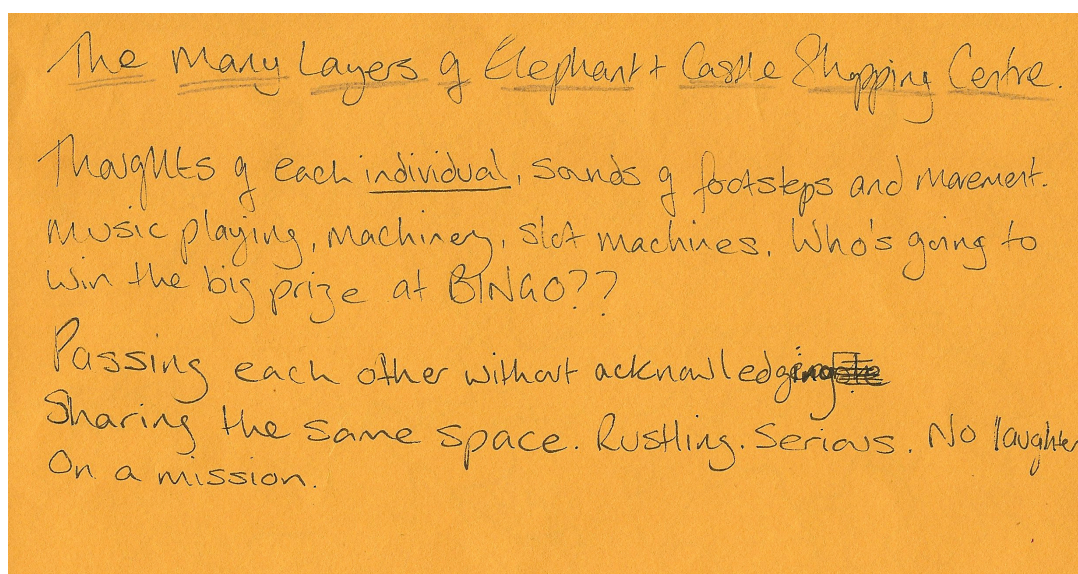 The Many Layers of Elephant + Castle Shopping Centre.
Thoughts of each individual, sounds of footsteps and movement.
Music playing, machinery, slot machines. Who's going to
win the big prize at BINGO??
Passing each other without acknowledging
Sharing the same space. Rustling. Serious. No laughter
On a mission.